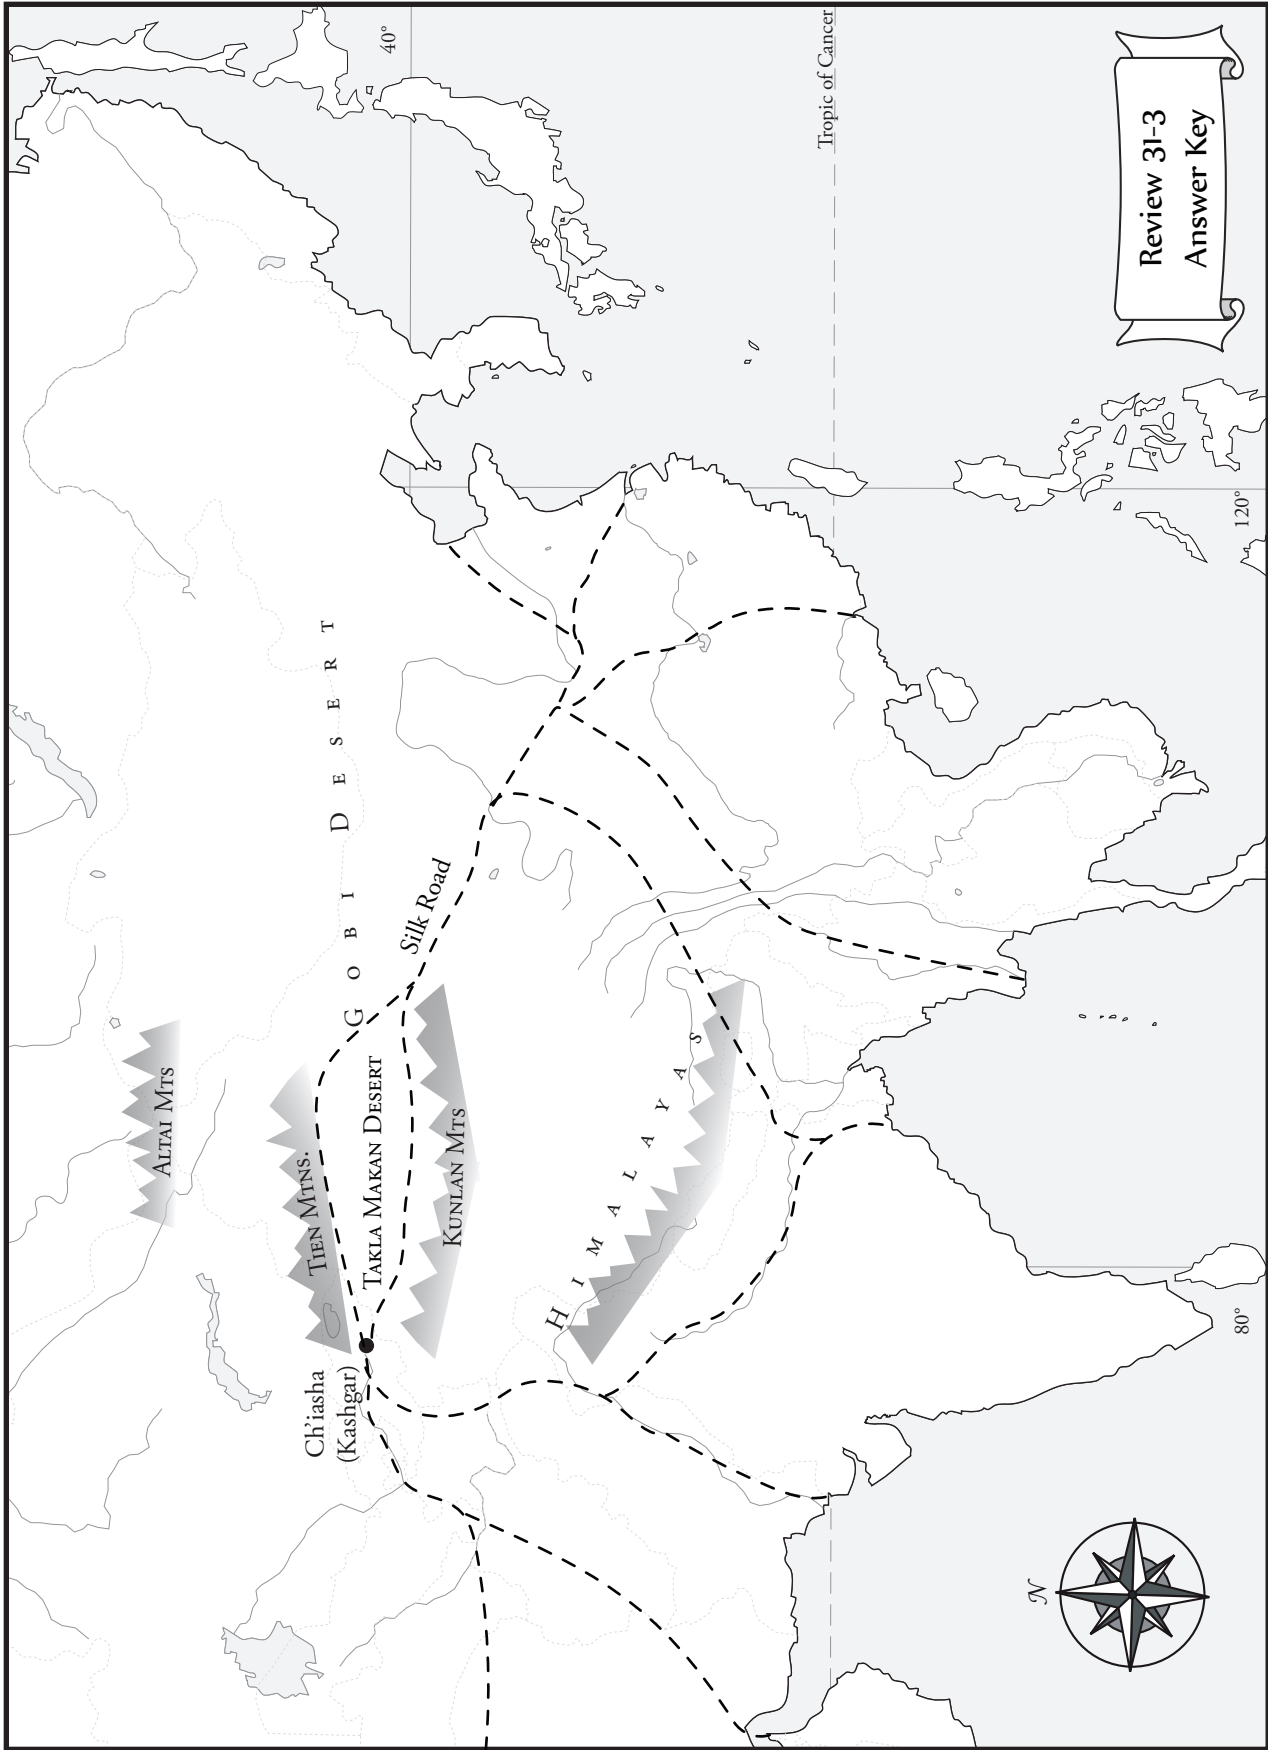 ALTAI MTS
TIEN MTNS.
GOBI DESERT
Ch'iasha
(Kashgar)
TAKLA MAKAN DESERT
Silk Road
40°
KUNLAN MTS
HIMALAYAS
Tropic of Cancer
N
80°
120°
Review 31-3
Answer Key